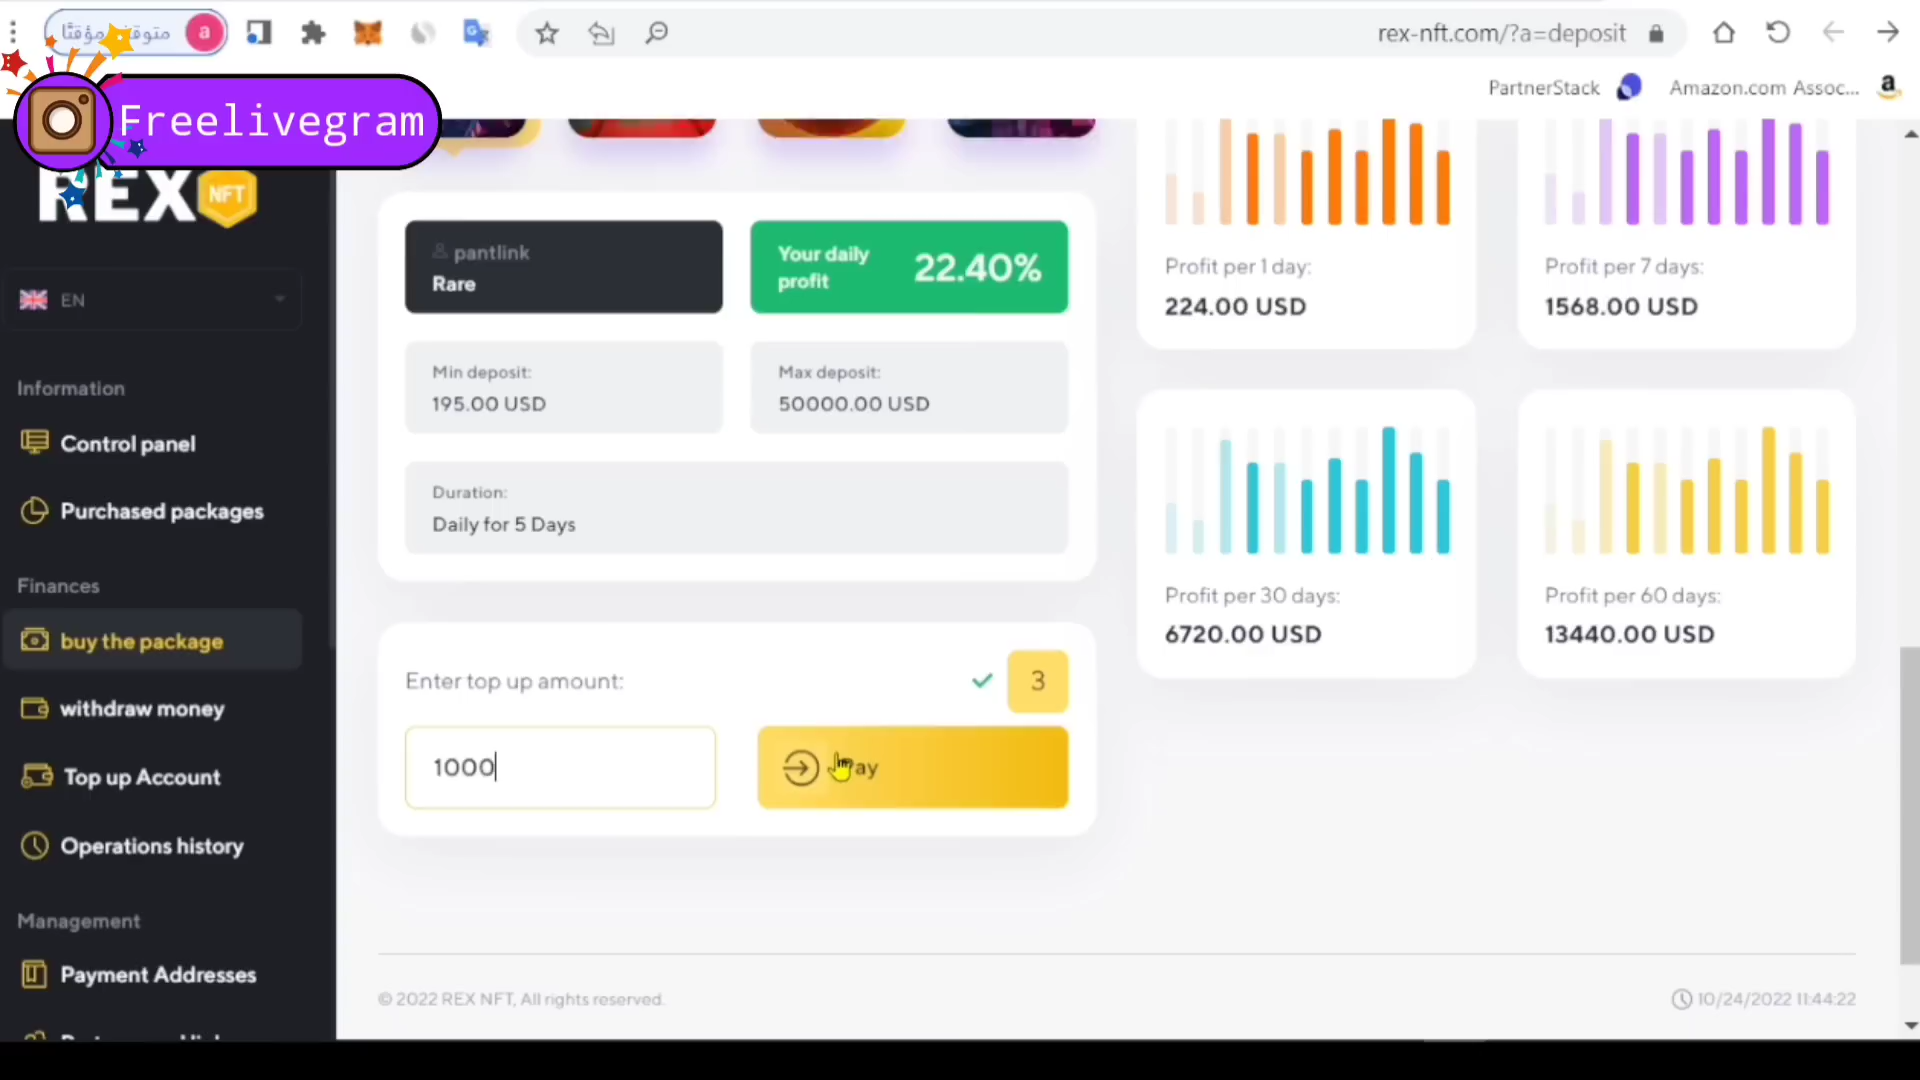 متوقف مؤقتًا
a
rex-nft.com/?a=deposit
PartnerStack
Amazon.com Assoc...
Freelivegram
REX NFT
EN
Information
Control panel
Purchased packages
Finances
buy the package
withdraw money
Top up Account
Operations history
Management
Payment Addresses
pantlink
Rare
Your daily
profit
22.40%
Min deposit:
195.00 USD
Max deposit:
50000.00 USD
Duration:
Daily for 5 Days
Enter top up amount:
3
1000
Pay
Profit per 1 day:
224.00 USD
Profit per 7 days:
1568.00 USD
Profit per 30 days:
6720.00 USD
Profit per 60 days:
13440.00 USD
© 2022 REX NFT, All rights reserved.
10/24/2022 11:44:22